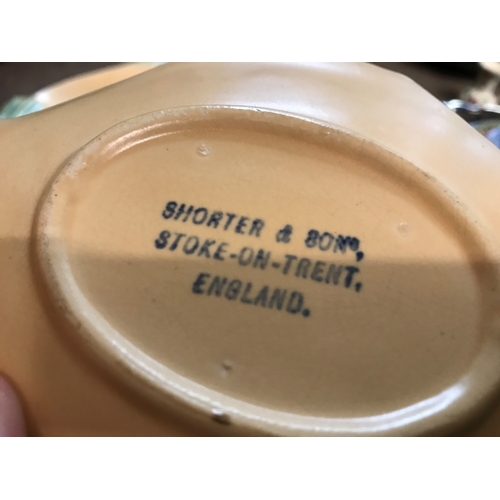 SHORTER & SONS,
STOKE-ON-TRENT,
ENGLAND.